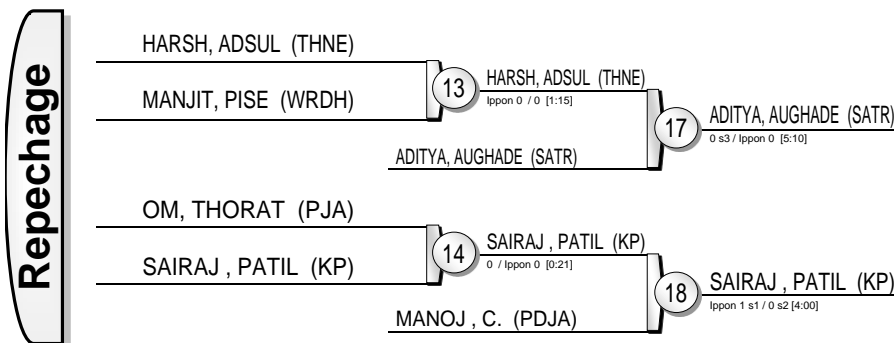 Repechage
HARSH, ADSUL (THNE)
MANJIT, PISE (WRDH)
13
HARSH, ADSUL (THNE)
Ippon 0 / 0 [1:15]
ADITYA, AUGHADE (SATR)
17
ADITYA, AUGHADE (SATR)
0 s3 / Ippon 0 [5:10]
OM, THORAT (PJA)
SAIRAJ , PATIL (KP)
14
SAIRAJ , PATIL (KP)
0 / Ippon 0 [0:21]
MANOJ , C. (PDJA)
18
SAIRAJ , PATIL (KP)
Ippon 1 s1 / 0 s2 [4:00]